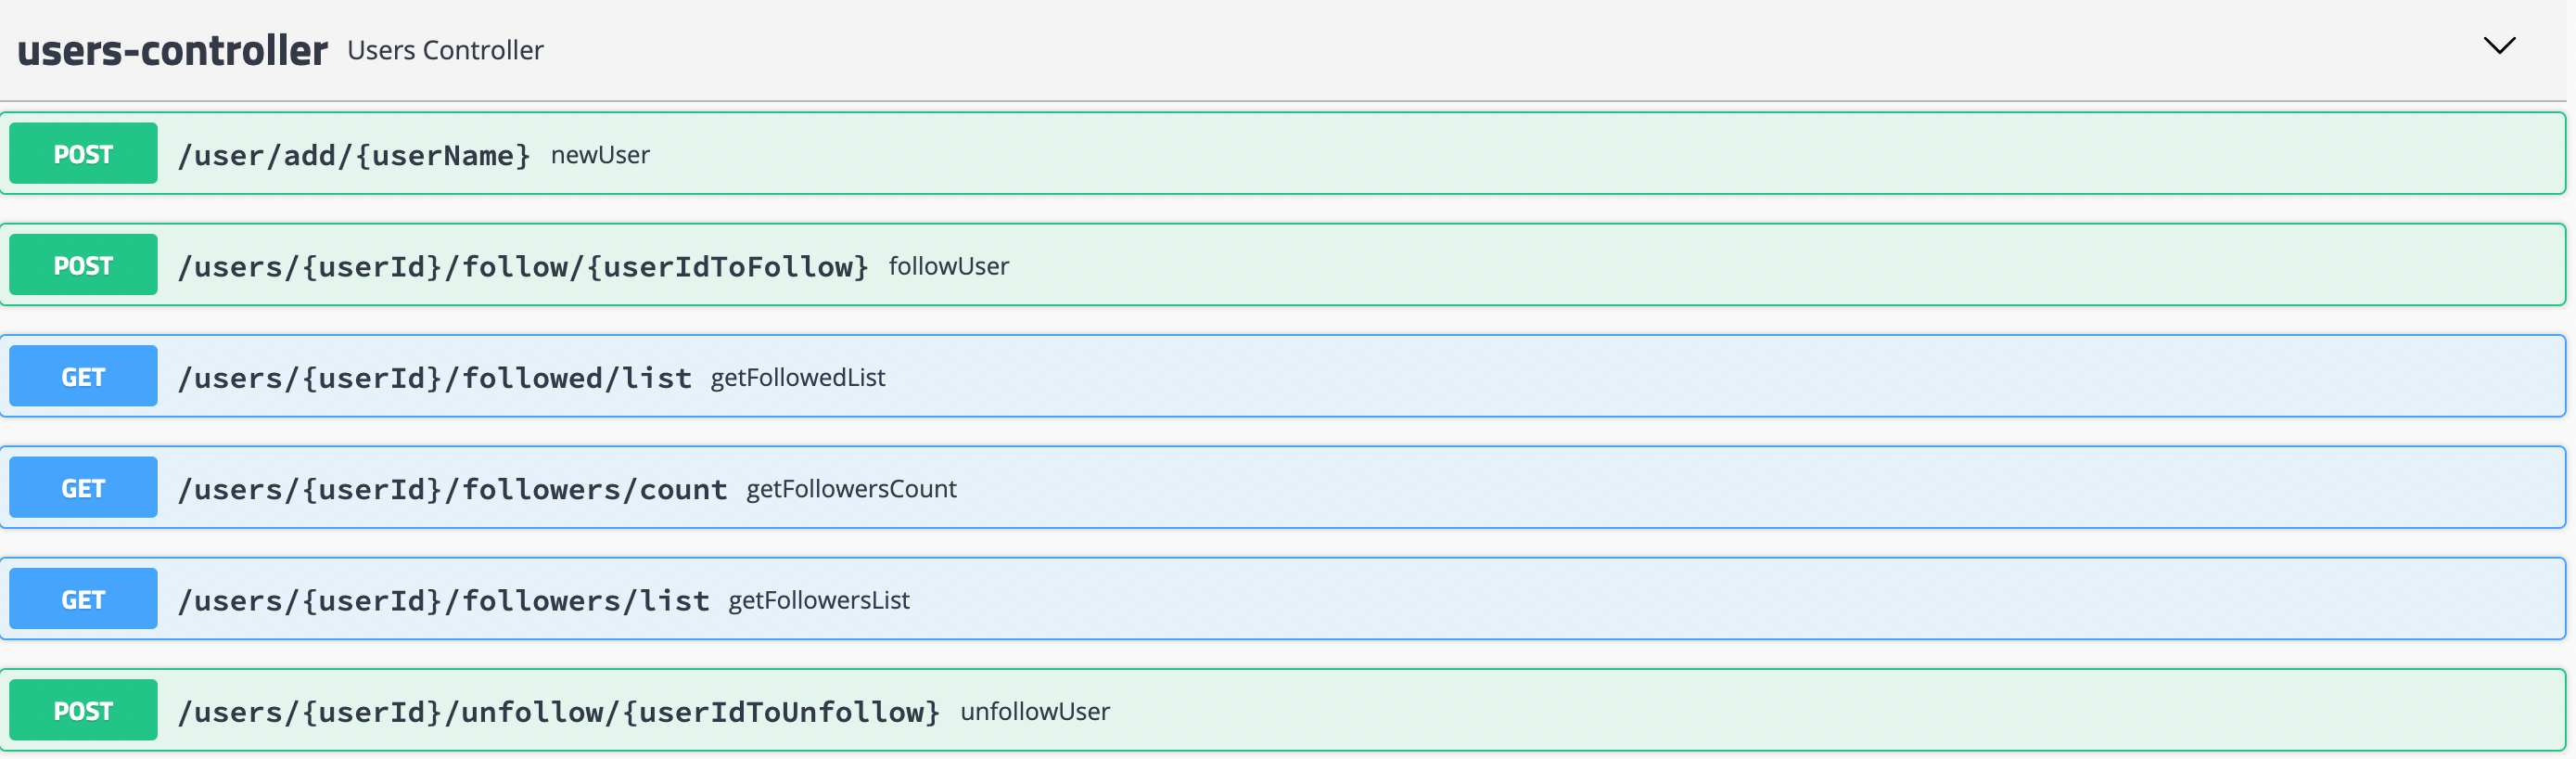 users-controller Users Controller
POST /user/add/{userName} newUser
POST /users/{userId}/follow/{userIdToFollow} followUser
GET /users/{userId}/followed/list getFollowedList
GET /users/{userId}/followers/count getFollowersCount
GET /users/{userId}/followers/list getFollowersList
POST /users/{userId}/unfollow/{userIdToUnfollow} unfollowUser